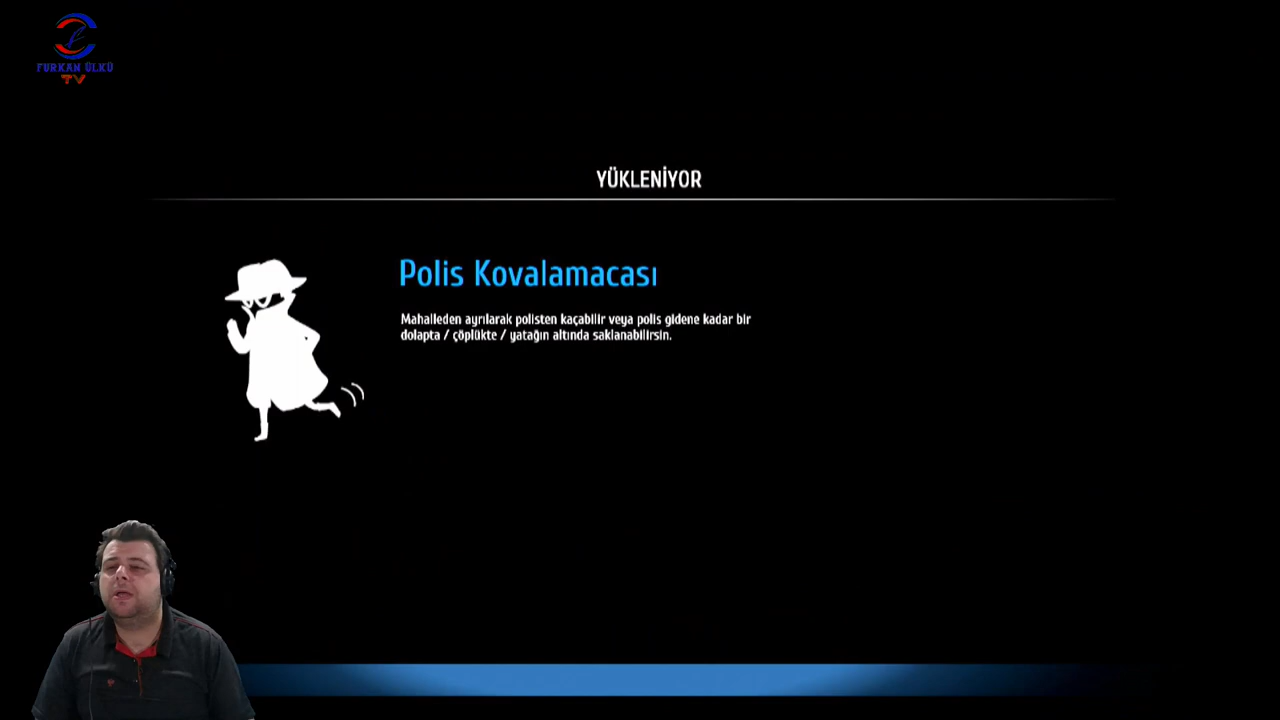 FURKAN ÜLKÜ
TV
YÜKLENİYOR
Polis Kovalamacası
Mahalleden ayrılarak polisten kaçabilir veya polis gidene kadar bir
dolapta / çöplükte / yatağın altında saklanabilirsin.